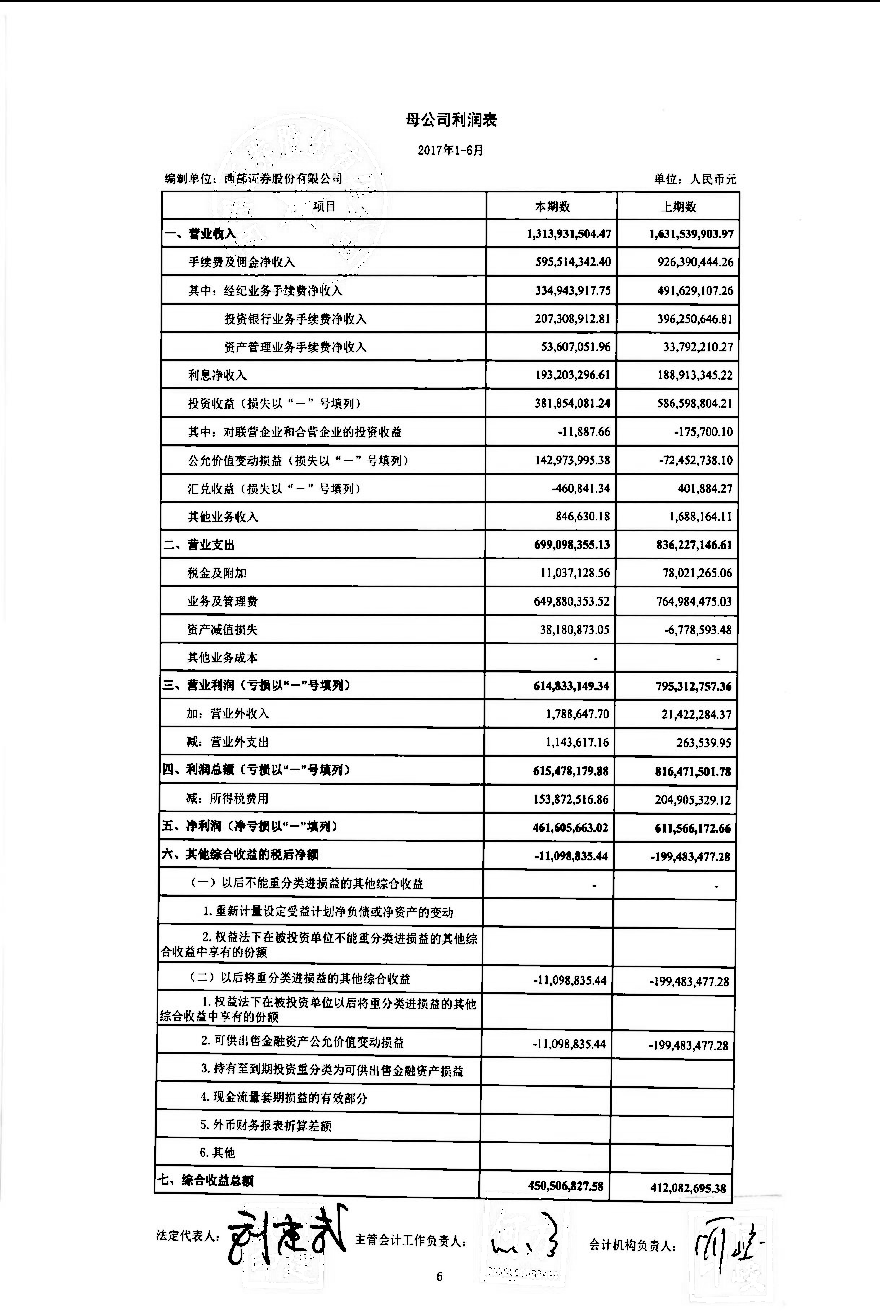 母公司利润表
2017年1-6月
编制单位：西部证券股份有限公司 单位：人民币元
项目 本期数 上期数
一、营业收入 1,313,931,504.47 1,631,539,903.97
手续费及佣金净收入 595,514,342.40 926,390,444.26
其中：经纪业务手续费净收入 334,943,917.75 491,629,107.26
投资银行业务手续费净收入 207,308,912.81 396,250,646.81
资产管理业务手续费净收入 53,607,051.96 33,792,210.27
利息净收入 193,203,296.61 188,913,345.22
投资收益（损失以“－”号填列） 381,854,081.24 586,598,804.21
其中：对联营企业和合营企业的投资收益 -11,887.66 -175,700.10
公允价值变动损益（损失以“－”号填列） 142,973,995.38 -72,452,738.10
汇兑收益（损失以“－”号填列） -460,841.34 401,884.27
其他业务收入 846,630.18 1,688,164.11
二、营业支出 699,098,355.13 836,227,146.61
税金及附加 11,037,128.56 78,021,265.06
业务及管理费 649,880,353.52 764,984,475.03
资产减值损失 38,180,873.05 -6,778,593.48
其他业务成本 - -
三、营业利润（亏损以“－”号填列） 614,833,149.34 795,312,757.36
加：营业外收入 1,788,647.70 21,422,284.37
减：营业外支出 1,143,617.16 263,539.95
四、利润总额（亏损以“－”号填列） 615,478,179.88 816,471,501.78
减：所得税费用 153,872,516.86 204,905,329.12
五、净利润（净亏损以“－”填列） 461,605,663.02 611,566,172.66
六、其他综合收益的税后净额 -11,098,835.44 -199,483,477.28
（一）以后不能重分类进损益的其他综合收益 - -
1.重新计量设定受益计划净负债或净资产的变动
2.权益法下在被投资单位不能重分类进损益的其他综
合收益中享有的份额
（二）以后将重分类进损益的其他综合收益 -11,098,835.44 -199,483,477.28
1.权益法下在被投资单位以后将重分类进损益的其他
综合收益中享有的份额
2.可供出售金融资产公允价值变动损益 -11,098,835.44 -199,483,477.28
3.持有至到期投资重分类为可供出售金融资产损益
4.现金流量套期损益的有效部分
5.外币财务报表折算差额
6.其他
七、综合收益总额 450,506,827.58 412,082,695.38
法定代表人：刘建武 主管会计工作负责人： 会计机构负责人：
6